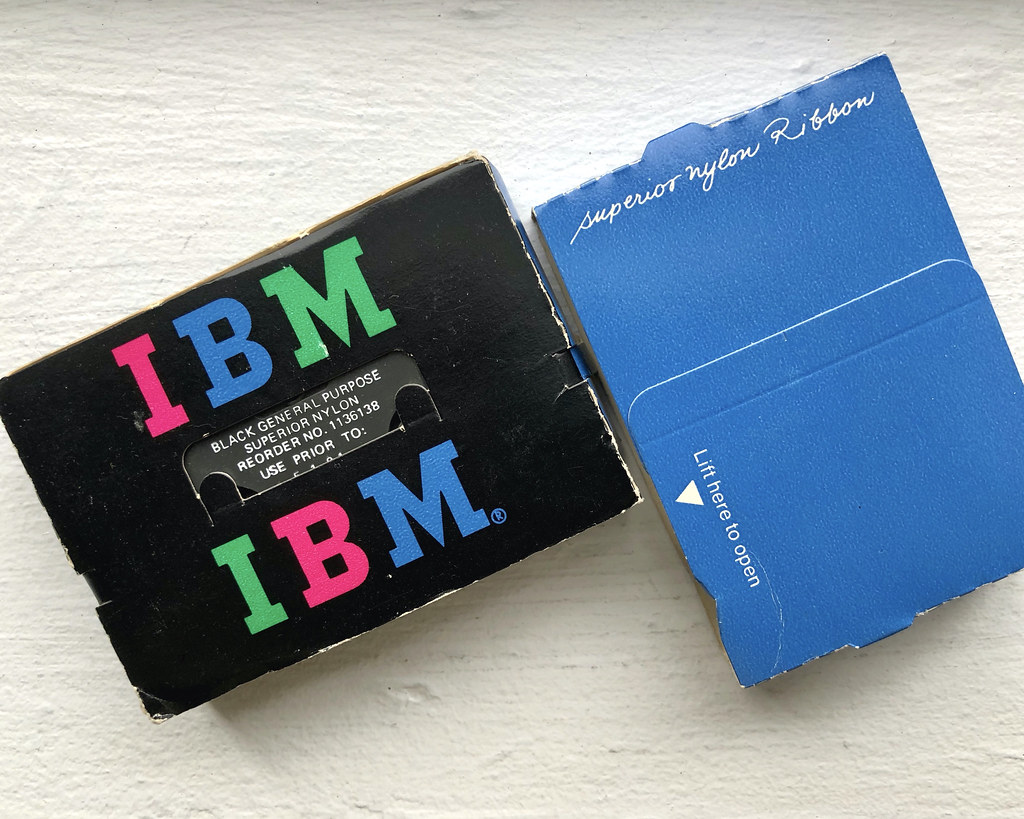 IBM
BLACK GENERAL PURPOSE
SUPERIOR NYLON
REORDER NO. 1136138
USE PRIOR TO:
IBM®
superior nylon Ribbon
Lift here to open